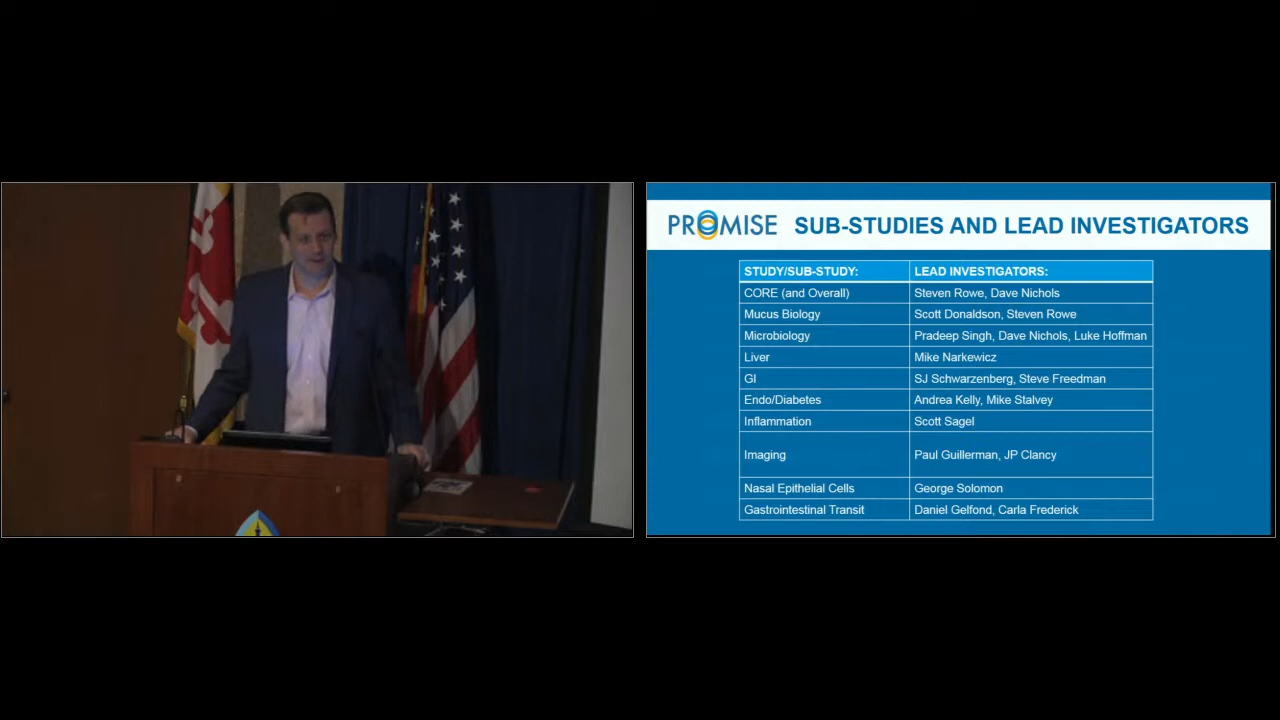 PROMISE SUB-STUDIES AND LEAD INVESTIGATORS
STUDY/SUB-STUDY: LEAD INVESTIGATORS:
CORE (and Overall) Steven Rowe, Dave Nichols
Mucus Biology Scott Donaldson, Steven Rowe
Microbiology Pradeep Singh, Dave Nichols, Luke Hoffman
Liver Mike Narkewicz
GI SJ Schwarzenberg, Steve Freedman
Endo/Diabetes Andrea Kelly, Mike Stalvey
Inflammation Scott Sagel
Imaging Paul Guillerman, JP Clancy
Nasal Epithelial Cells George Solomon
Gastrointestinal Transit Daniel Gelfond, Carla Frederick